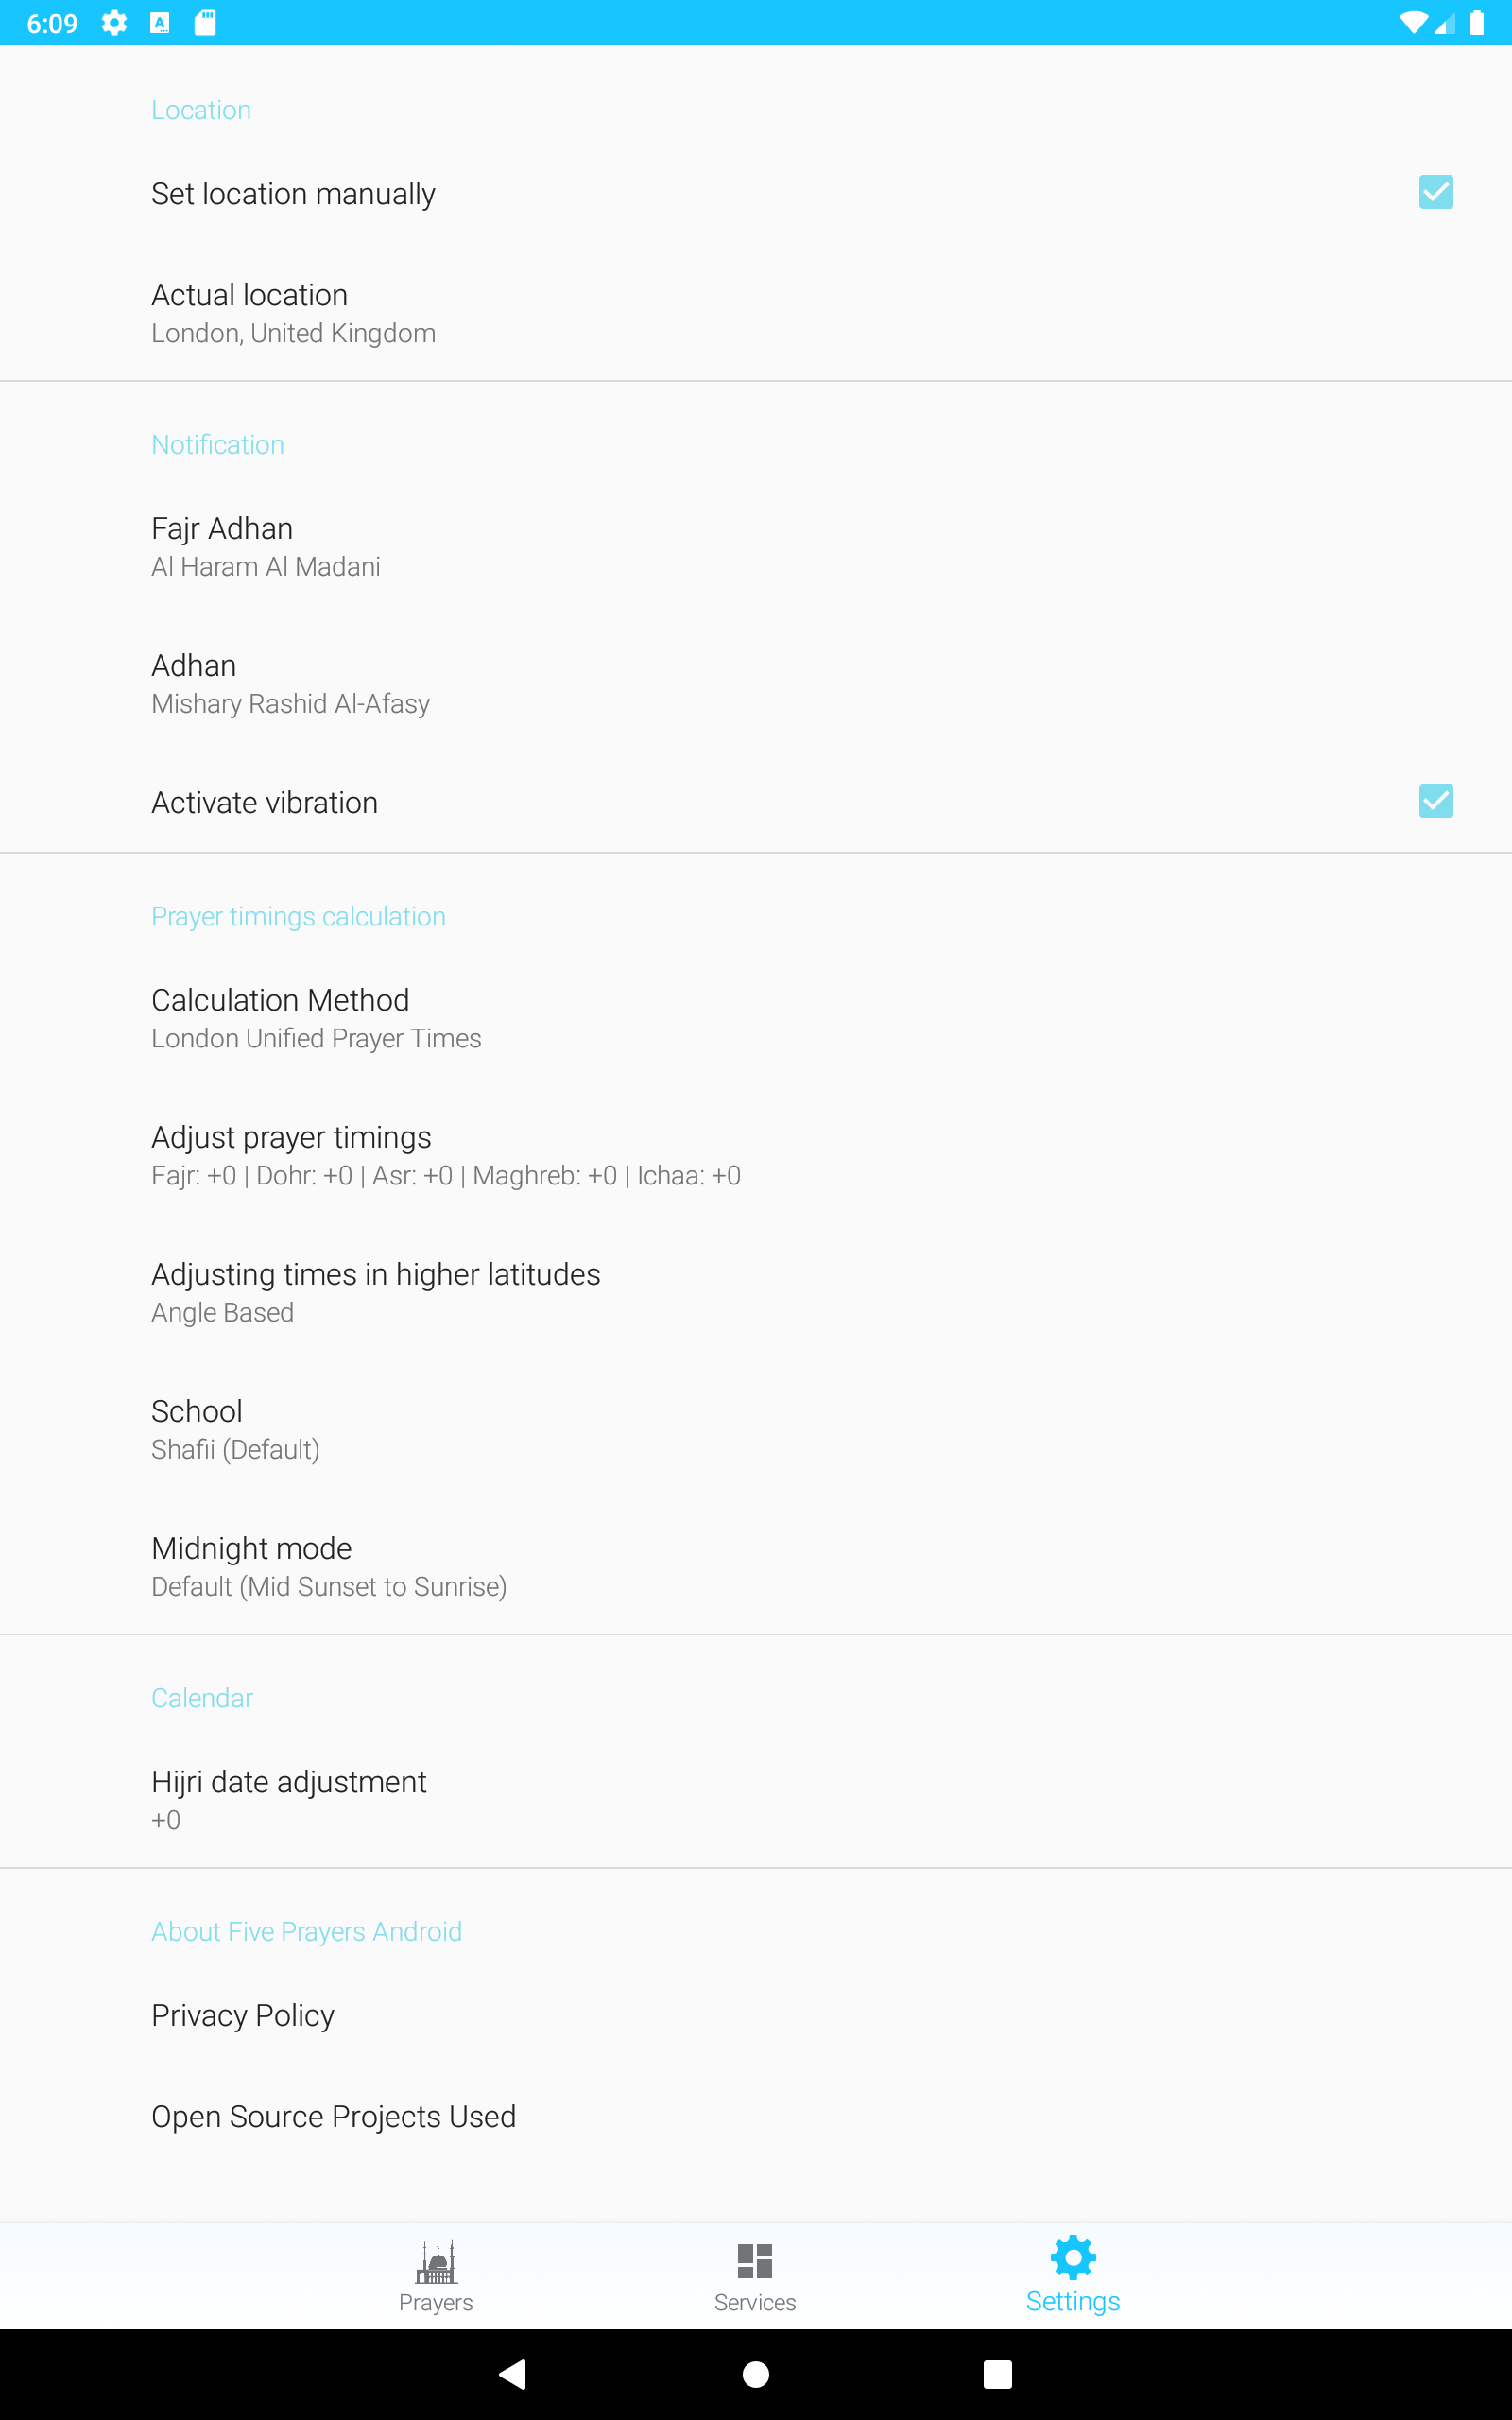 6:09
Location
Set location manually
Actual location
London, United Kingdom
Notification
Fajr Adhan
Al Haram Al Madani
Adhan
Mishary Rashid Al-Afasy
Activate vibration
Prayer timings calculation
Calculation Method
London Unified Prayer Times
Adjust prayer timings
Fajr: +0 | Dohr: +0 | Asr: +0 | Maghreb: +0 | Ichaa: +0
Adjusting times in higher latitudes
Angle Based
School
Shafii (Default)
Midnight mode
Default (Mid Sunset to Sunrise)
Calendar
Hijri date adjustment
+0
About Five Prayers Android
Privacy Policy
Open Source Projects Used
Prayers
Services
Settings